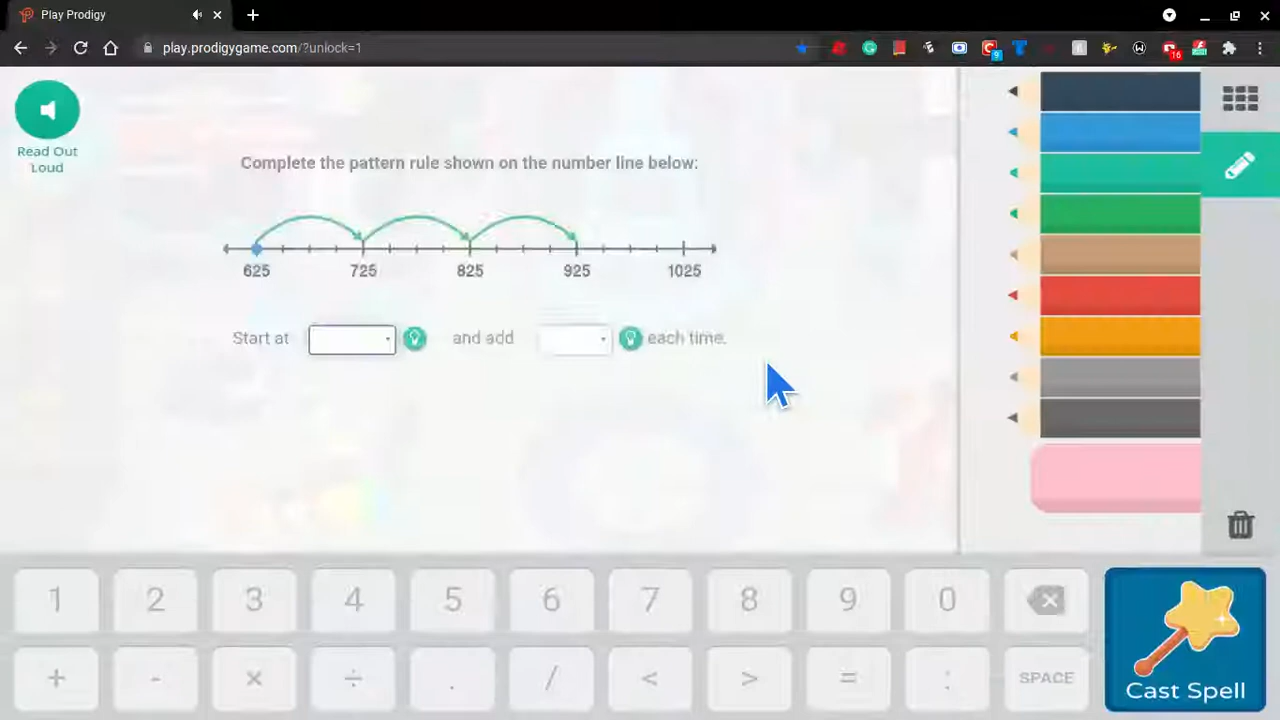 Play Prodigy
play.prodigygame.com/?unlock=1
9
16
Read Out
Loud
Complete the pattern rule shown on the number line below:
625 725 825 925 1025
Start at and add each time.
1 2 3 4 5 6 7 8 9 0
+ - × ÷ . / < > = : SPACE
Cast Spell